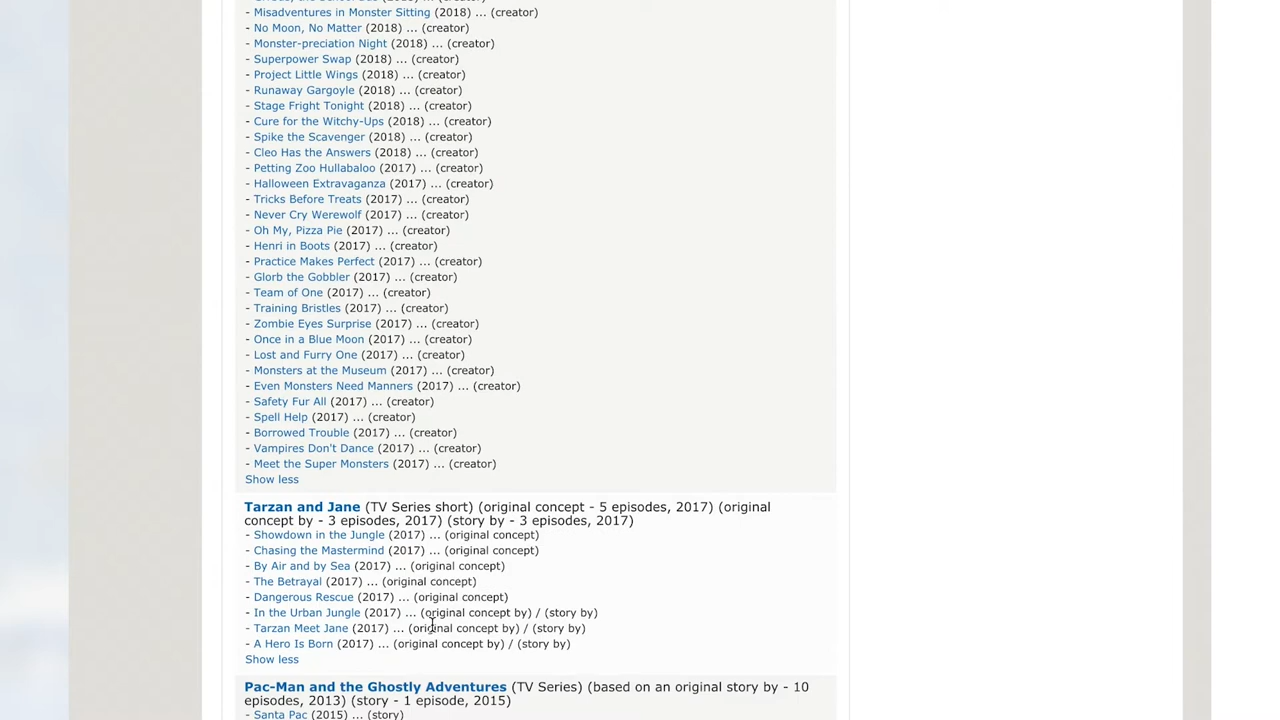 - Misadventures in Monster Sitting (2018) ... (creator)
- No Moon, No Matter (2018) ... (creator)
- Monster-preciation Night (2018) ... (creator)
- Superpower Swap (2018) ... (creator)
- Project Little Wings (2018) ... (creator)
- Runaway Gargoyle (2018) ... (creator)
- Stage Fright Tonight (2018) ... (creator)
- Cure for the Witchy-Ups (2018) ... (creator)
- Spike the Scavenger (2018) ... (creator)
- Cleo Has the Answers (2018) ... (creator)
- Petting Zoo Hullabaloo (2017) ... (creator)
- Halloween Extravaganza (2017) ... (creator)
- Tricks Before Treats (2017) ... (creator)
- Never Cry Werewolf (2017) ... (creator)
- Oh My, Pizza Pie (2017) ... (creator)
- Henri in Boots (2017) ... (creator)
- Practice Makes Perfect (2017) ... (creator)
- Glorb the Gobbler (2017) ... (creator)
- Team of One (2017) ... (creator)
- Training Bristles (2017) ... (creator)
- Zombie Eyes Surprise (2017) ... (creator)
- Once in a Blue Moon (2017) ... (creator)
- Lost and Furry One (2017) ... (creator)
- Monsters at the Museum (2017) ... (creator)
- Even Monsters Need Manners (2017) ... (creator)
- Safety Fur All (2017) ... (creator)
- Spell Help (2017) ... (creator)
- Borrowed Trouble (2017) ... (creator)
- Vampires Don't Dance (2017) ... (creator)
- Meet the Super Monsters (2017) ... (creator)
Show less
Tarzan and Jane (TV Series short) (original concept - 5 episodes, 2017) (original
concept by - 3 episodes, 2017) (story by - 3 episodes, 2017)
- Showdown in the Jungle (2017) ... (original concept)
- Chasing the Mastermind (2017) ... (original concept)
- By Air and by Sea (2017) ... (original concept)
- The Betrayal (2017) ... (original concept)
- Dangerous Rescue (2017) ... (original concept)
- In the Urban Jungle (2017) ... (original concept by) / (story by)
- Tarzan Meet Jane (2017) ... (original concept by) / (story by)
- A Hero Is Born (2017) ... (original concept by) / (story by)
Show less
Pac-Man and the Ghostly Adventures (TV Series) (based on an original story by - 10
episodes, 2013) (story - 1 episode, 2015)
- Santa Pac (2015) ... (story)